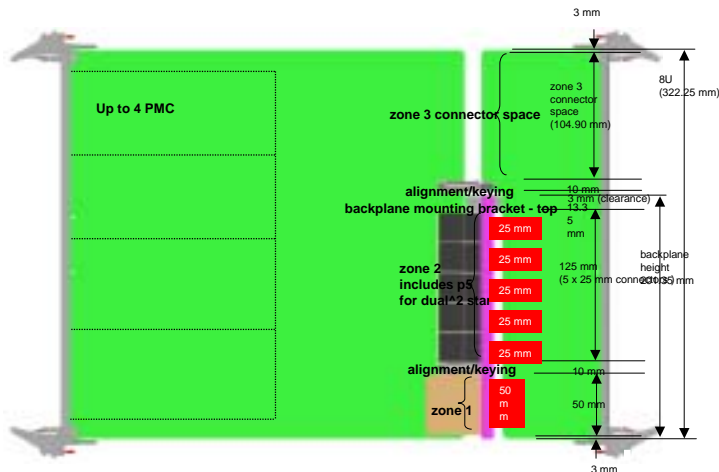 3 mm
8U
(322.25 mm)
Up to 4 PMC
zone 3
connector
space
(104.90 mm)
zone 3 connector space
alignment/keying
10 mm
3 mm (clearance)
backplane mounting bracket - top
13.3
5
mm
25 mm
25 mm
25 mm
25 mm
25 mm
zone 2
includes p5
for dual^2 star
125 mm
(5 x 25 mm connectors)
backplane
height
201.35 mm
alignment/keying
10 mm
zone 1
50
m
m
50 mm
3 mm